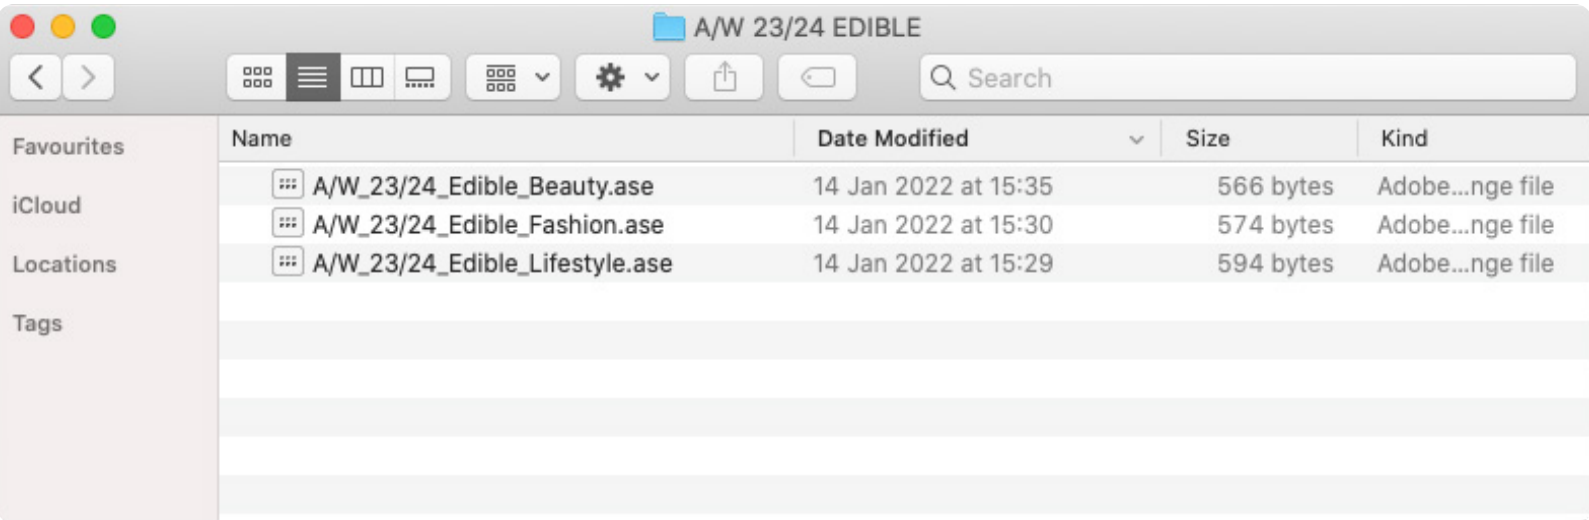 A/W 23/24 EDIBLE
Search
Favourites
iCloud
Locations
Tags
Name Date Modified Size Kind
A/W_23/24_Edible_Beauty.ase 14 Jan 2022 at 15:35 566 bytes Adobe...nge file
A/W_23/24_Edible_Fashion.ase 14 Jan 2022 at 15:30 574 bytes Adobe...nge file
A/W_23/24_Edible_Lifestyle.ase 14 Jan 2022 at 15:29 594 bytes Adobe...nge file